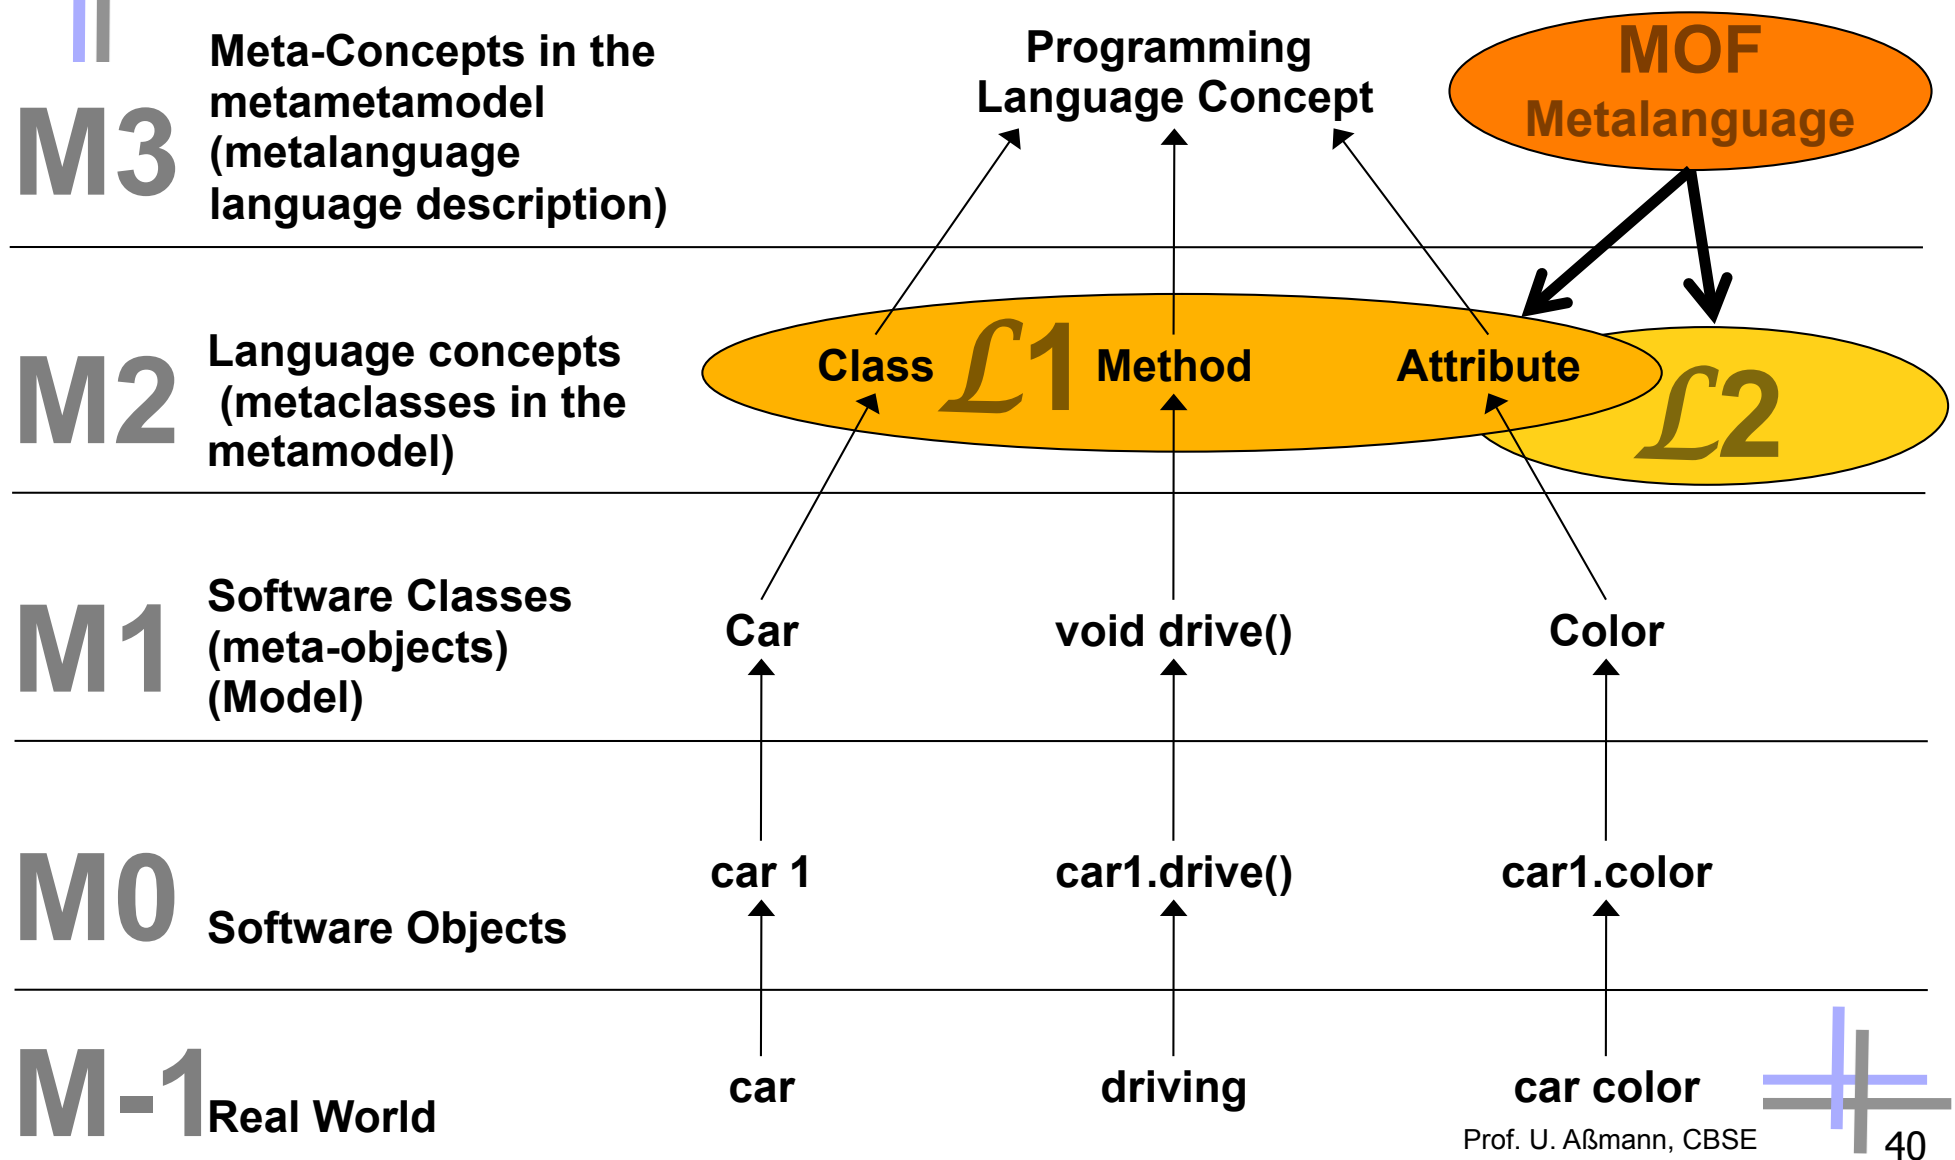 M3
Meta-Concepts in the
metametamodel
(metalanguage
language description)
Programming
Language Concept
MOF
Metalanguage
M2
Language concepts
(metaclasses in the
metamodel)
Class
ℒ1
Method
Attribute
ℒ2
M1
Software Classes
(meta-objects)
(Model)
Car
void drive()
Color
M0
Software Objects
car 1
car1.drive()
car1.color
M-1
Real World
car
driving
car color
Prof. U. Aßmann, CBSE
40